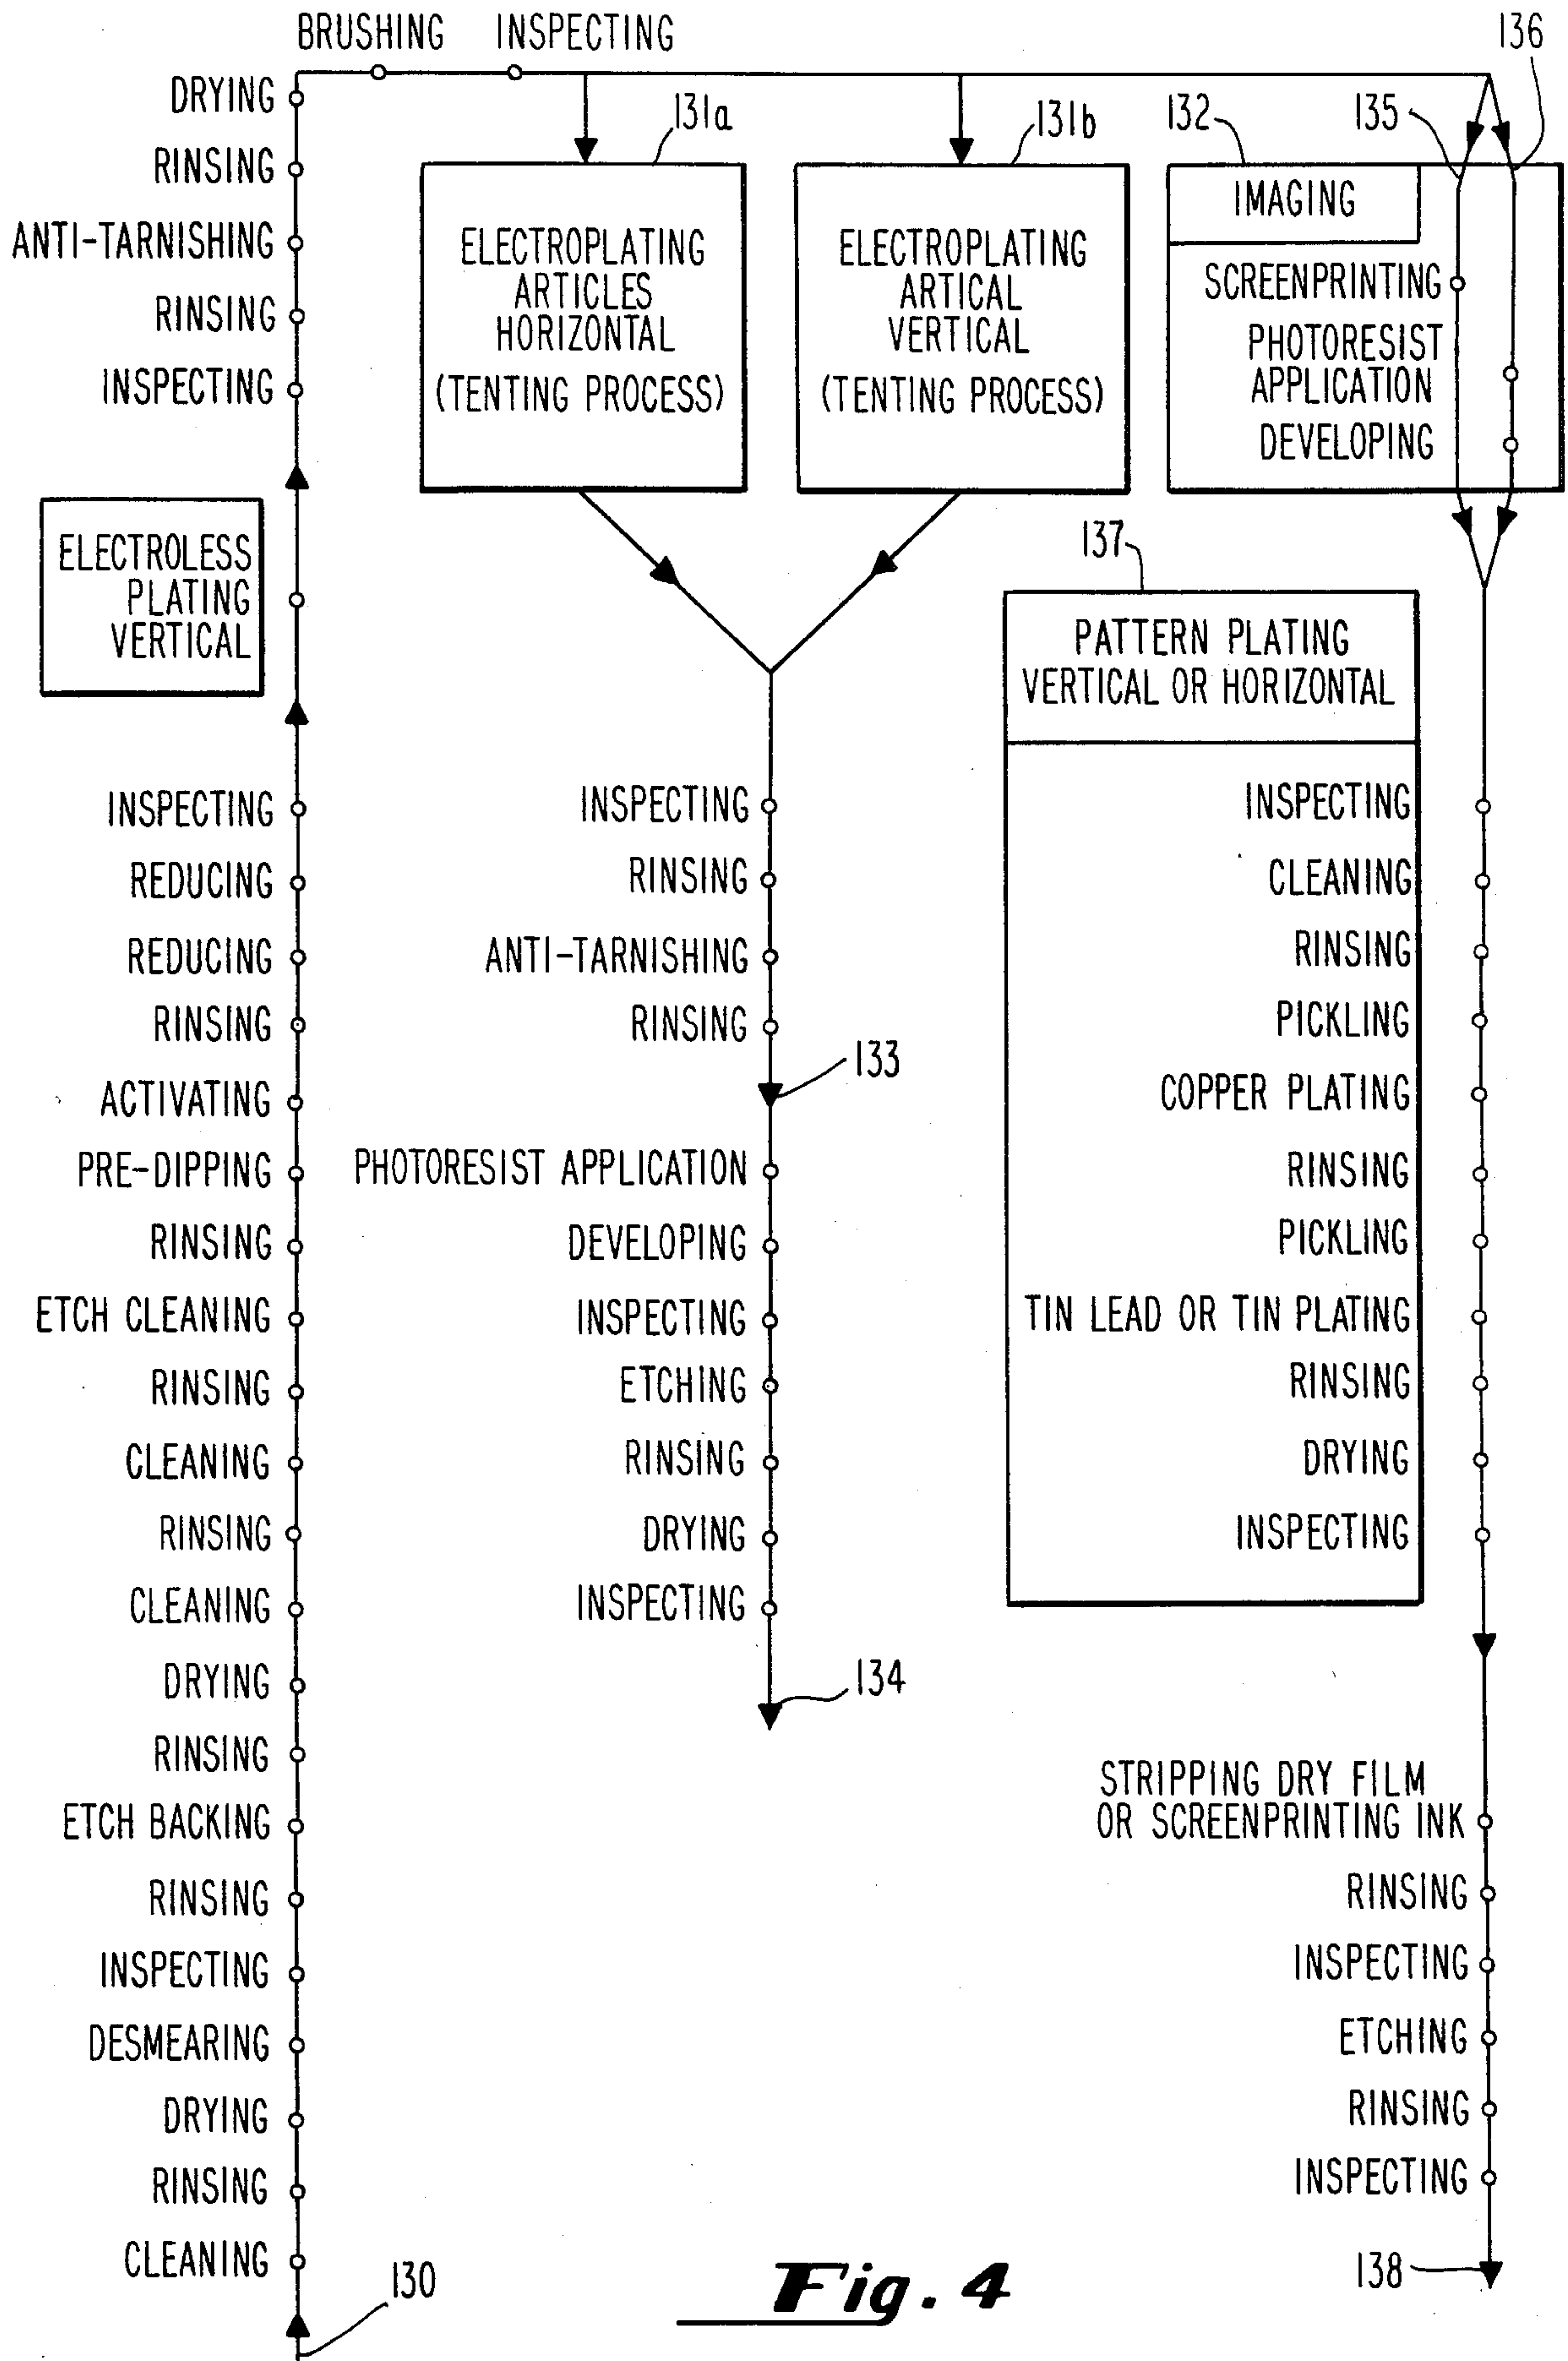 BRUSHING INSPECTING
136
DRYING
RINSING
ANTI-TARNISHING
RINSING
INSPECTING
ELECTROLESS
PLATING
VERTICAL
INSPECTING
REDUCING
REDUCING
RINSING
ACTIVATING
PRE-DIPPING
RINSING
ETCH CLEANING
RINSING
CLEANING
RINSING
CLEANING
DRYING
RINSING
ETCH BACKING
RINSING
INSPECTING
DESMEARING
DRYING
RINSING
CLEANING
130
131a
ELECTROPLATING
ARTICLES
HORIZONTAL
(TENTING PROCESS)
131b
ELECTROPLATING
ARTICAL
VERTICAL
(TENTING PROCESS)
INSPECTING
RINSING
ANTI-TARNISHING
RINSING
133
PHOTORESIST APPLICATION
DEVELOPING
INSPECTING
ETCHING
RINSING
DRYING
INSPECTING
134
132
135
IMAGING
SCREENPRINTING
PHOTORESIST
APPLICATION
DEVELOPING
137
PATTERN PLATING
VERTICAL OR HORIZONTAL
INSPECTING
CLEANING
RINSING
PICKLING
COPPER PLATING
RINSING
PICKLING
TIN LEAD OR TIN PLATING
RINSING
DRYING
INSPECTING
STRIPPING DRY FILM
OR SCREENPRINTING INK
RINSING
INSPECTING
ETCHING
RINSING
INSPECTING
138
Fig. 4